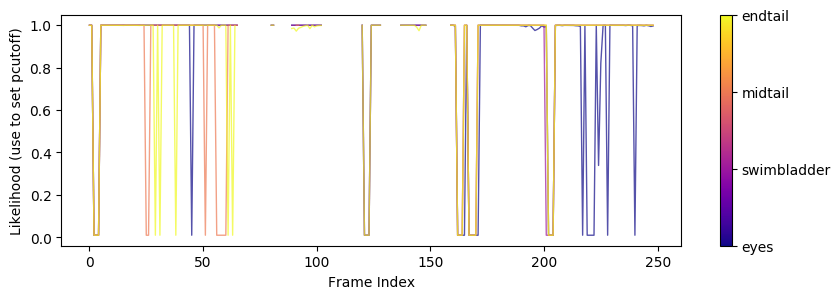 Likelihood (use to set pcutoff)
1.0
0.8
0.6
0.4
0.2
0.0
0
50
100
150
200
250
Frame Index
endtail
midtail
swimbladder
eyes